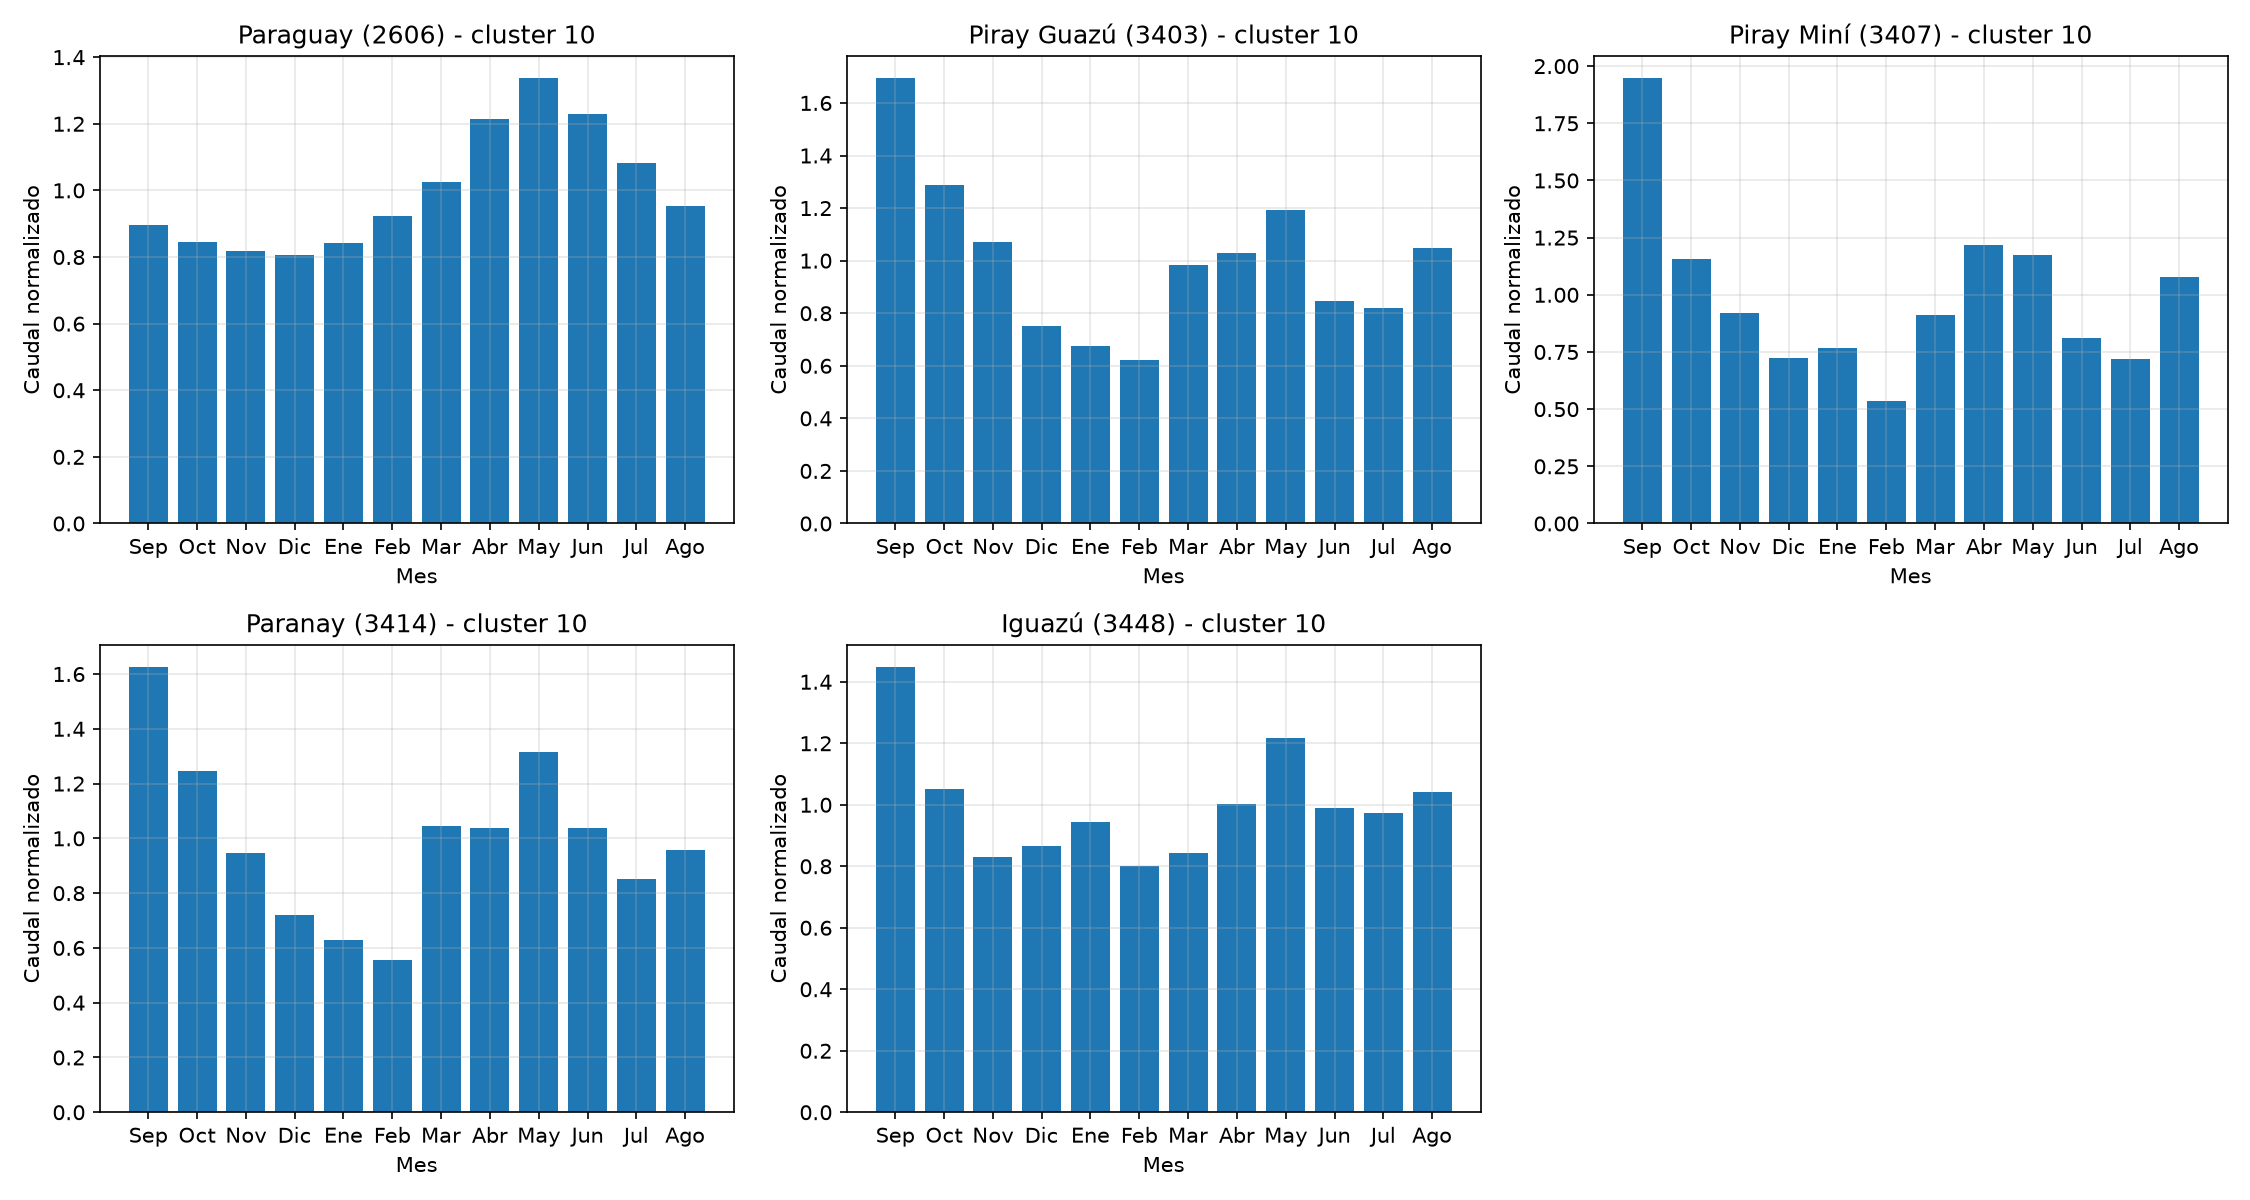 Paraguay (2606) - cluster 10
1.4
1.2
1.0
0.8
0.6
0.4
0.2
0.0
Caudal normalizado
Sep Oct Nov Dic Ene Feb Mar Abr May Jun Jul Ago
Mes
Piray Guazú (3403) - cluster 10
1.6
1.4
1.2
1.0
0.8
0.6
0.4
0.2
0.0
Caudal normalizado
Sep Oct Nov Dic Ene Feb Mar Abr May Jun Jul Ago
Mes
Piray Miní (3407) - cluster 10
2.00
1.75
1.50
1.25
1.00
0.75
0.50
0.25
0.00
Caudal normalizado
Sep Oct Nov Dic Ene Feb Mar Abr May Jun Jul Ago
Mes
Paranay (3414) - cluster 10
1.6
1.4
1.2
1.0
0.8
0.6
0.4
0.2
0.0
Caudal normalizado
Sep Oct Nov Dic Ene Feb Mar Abr May Jun Jul Ago
Mes
Iguazú (3448) - cluster 10
1.4
1.2
1.0
0.8
0.6
0.4
0.2
0.0
Caudal normalizado
Sep Oct Nov Dic Ene Feb Mar Abr May Jun Jul Ago
Mes